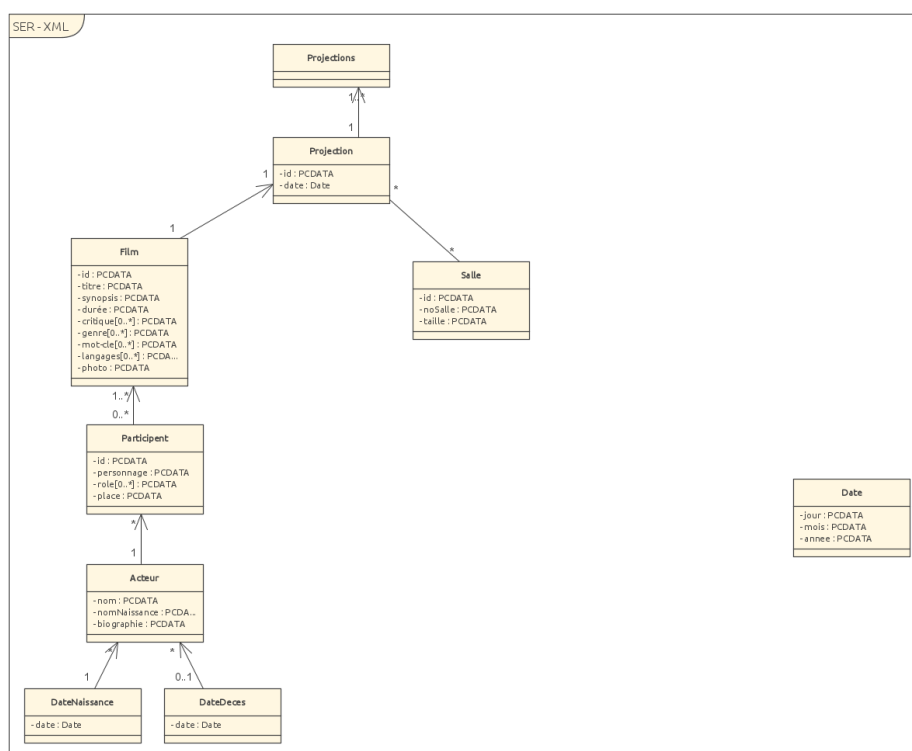 SER - XML
Projections
1..*
1
Projection
-id : PCDATA
-date : Date
1
*
1
*
Film
-id : PCDATA
-titre : PCDATA
-synopsis : PCDATA
-durée : PCDATA
-critique[0..*] : PCDATA
-genre[0..*] : PCDATA
-mot-cle[0..*] : PCDATA
-langages[0..*] : PCDA...
-photo : PCDATA
Salle
-id : PCDATA
-noSalle : PCDATA
-taille : PCDATA
1..*
0..*
Participent
-id : PCDATA
-personnage : PCDATA
-role[0..*] : PCDATA
-place : PCDATA
Date
-jour : PCDATA
-mois : PCDATA
-annee : PCDATA
*
1
Acteur
-nom : PCDATA
-nomNaissance : PCDA...
-biographie : PCDATA
*
*
1
0..1
DateNaissance
-date : Date
DateDeces
-date : Date